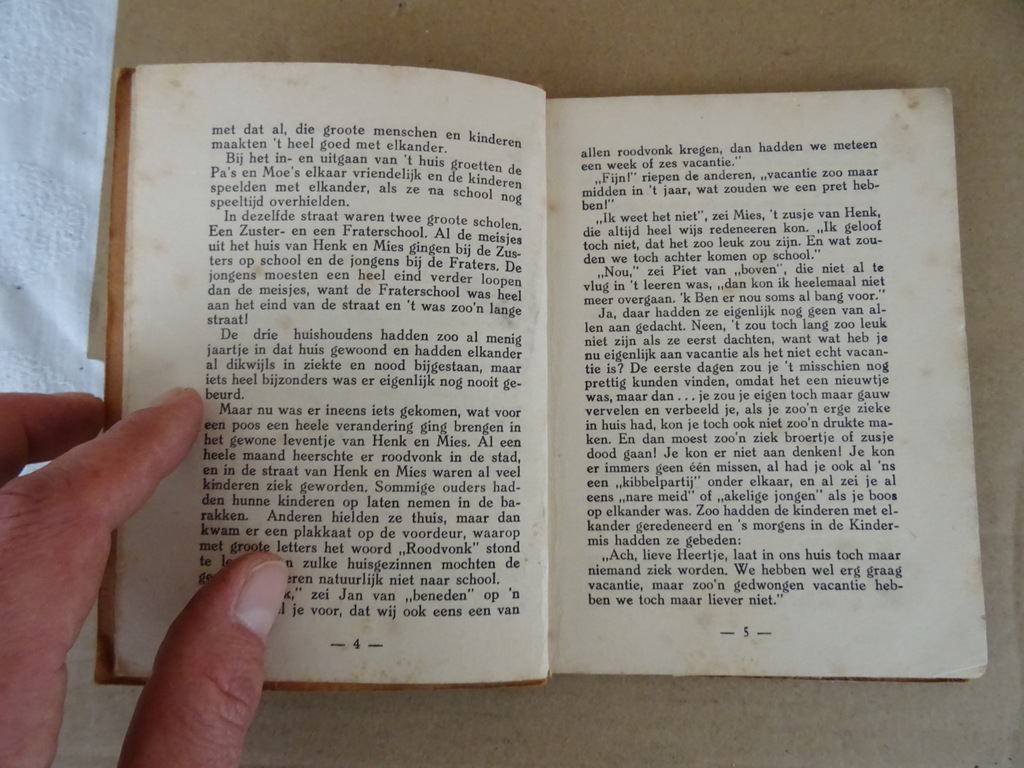 met dat al, die groote menschen en kinderen
maakten 't heel goed met elkander.
Bij het in- en uitgaan van 't huis groetten de
Pa's en Moe's elkaar vriendelijk en de kinderen
speelden met elkander, als ze na school nog
speeltijd overhielden.
In dezelfde straat waren twee groote scholen.
Een Zuster- en een Fraterschool. Al de meisjes
uit het huis van Henk en Mies gingen bij de Zus-
ters op school en de jongens bij de Fraters. De
jongens moesten een heel eind verder loopen
dan de meisjes, want de Fraterschool was heel
aan het eind van de straat en 't was zoo'n lange
straat!
De drie huishoudens hadden zoo al menig
jaartje in dat huis gewoond en hadden elkander
al dikwijls in ziekte en nood bijgestaan, maar
iets heel bijzonders was er eigenlijk nog nooit ge-
beurd.
Maar nu was er ineens iets gekomen, wat voor
een poos een heele verandering ging brengen in
het gewone leventje van Henk en Mies. Al een
heele maand heerschte er roodvonk in de stad,
en in de straat van Henk en Mies waren al veel
kinderen ziek geworden. Sommige ouders had-
den hunne kinderen op laten nemen in de ba-
rakken. Anderen hielden ze thuis, maar dan
kwam er een plakkaat op de voordeur, waarop
met groote letters het woord „Roodvonk" stond
te zulke huisgezinnen mochten de
natuurlijk niet naar school.
zei Jan van „beneden" op 'n
je voor, dat wij ook eens een van
— 4 —
allen roodvonk kregen, dan hadden we meteen
een week of zes vacantie."
„Fijn!" riepen de anderen, „vacantie zoo maar
midden in 't jaar, wat zouden we een pret heb-
ben!"
„Ik weet het niet", zei Mies, 't zusje van Henk,
die altijd heel wijs redeneeren kon. „Ik geloof
toch niet, dat het zoo leuk zou zijn. En wat zou-
den we toch achter komen op school."
„Nou," zei Piet van „boven", die niet al te
vlug in 't leeren was, „dan kon ik heelemaal niet
meer overgaan. 'k Ben er nou soms al bang voor."
Ja, daar hadden ze eigenlijk nog geen van al-
len aan gedacht. Neen, 't zou toch lang zoo leuk
niet zijn als ze eerst dachten, want wat heb je
nu eigenlijk aan vacantie als het niet echt vacan-
tie is? De eerste dagen zou je 't misschien nog
prettig kunnen vinden, omdat het een nieuwtje
was, maar dan ... je zou je eigen toch maar gauw
vervelen en verbeeld je, als je zoo'n erge zieke
in huis had, kon je toch ook niet zoo'n drukte ma-
ken. En dan moest zoo'n ziek broertje of zusje
dood gaan! Je kon er niet aan denken! Je kon
er immers geen één missen, al had je ook al 'ns
een „kibbelpartij" onder elkaar, en al zei je al
eens „nare meid" of „akelige jongen" als je boos
op elkander was. Zoo hadden de kinderen met el-
kander geredeneerd en 's morgens in de Kinder-
mis hadden ze gebeden:
„Ach, lieve Heertje, laat in ons huis toch maar
niemand ziek worden. We hebben wel erg graag
vacantie, maar zoo'n gedwongen vacantie heb-
ben we toch maar liever niet."
— 5 —